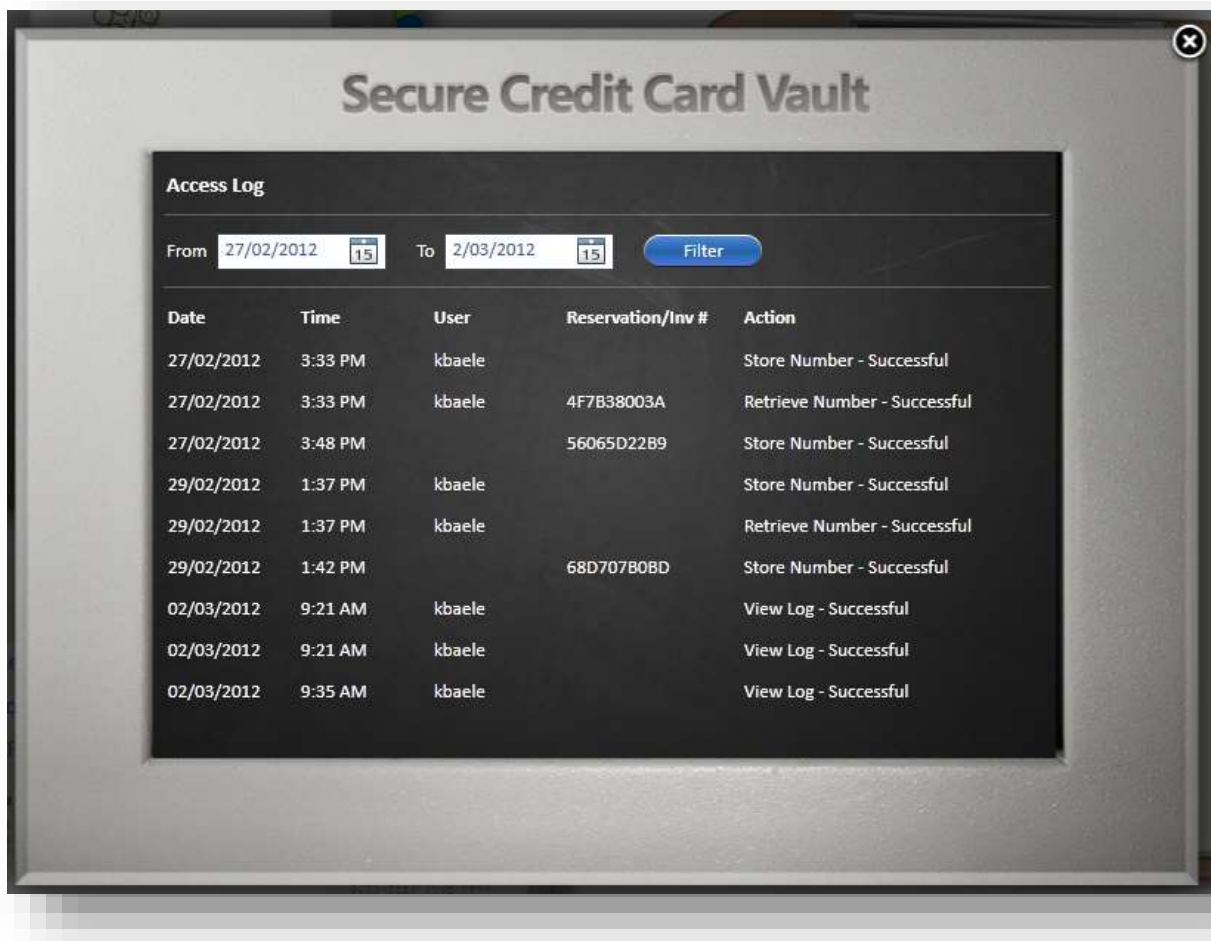 Secure Credit Card Vault
Access Log
From 27/02/2012 15 To 2/03/2012 15 Filter
Date Time User Reservation/Inv # Action
27/02/2012 3:33 PM kbaele Store Number - Successful
27/02/2012 3:33 PM kbaele 4F7B38003A Retrieve Number - Successful
27/02/2012 3:48 PM 56065D22B9 Store Number - Successful
29/02/2012 1:37 PM kbaele Store Number - Successful
29/02/2012 1:37 PM kbaele Retrieve Number - Successful
29/02/2012 1:42 PM 68D707B0BD Store Number - Successful
02/03/2012 9:21 AM kbaele View Log - Successful
02/03/2012 9:21 AM kbaele View Log - Successful
02/03/2012 9:35 AM kbaele View Log - Successful